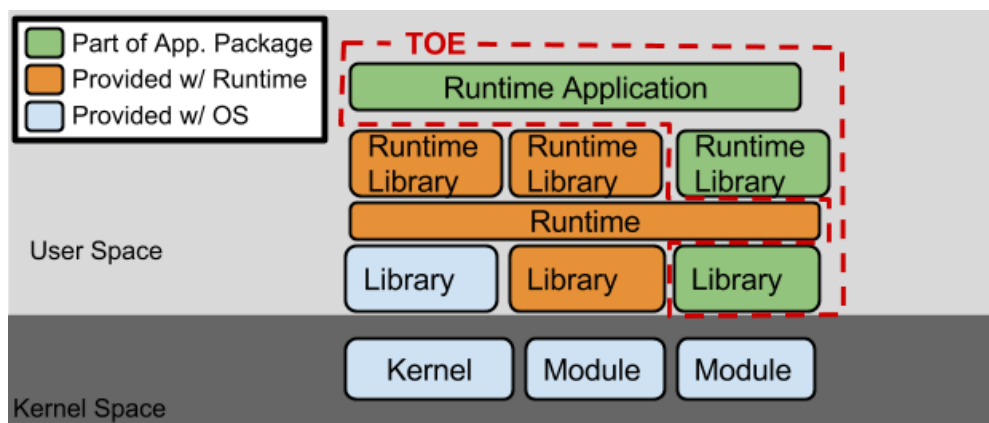 Part of App. Package
Provided w/ Runtime
Provided w/ OS
TOE
Runtime Application
Runtime
Library
Runtime
Library
Runtime
Library
Runtime
User Space
Library
Library
Library
Kernel
Module
Module
Kernel Space